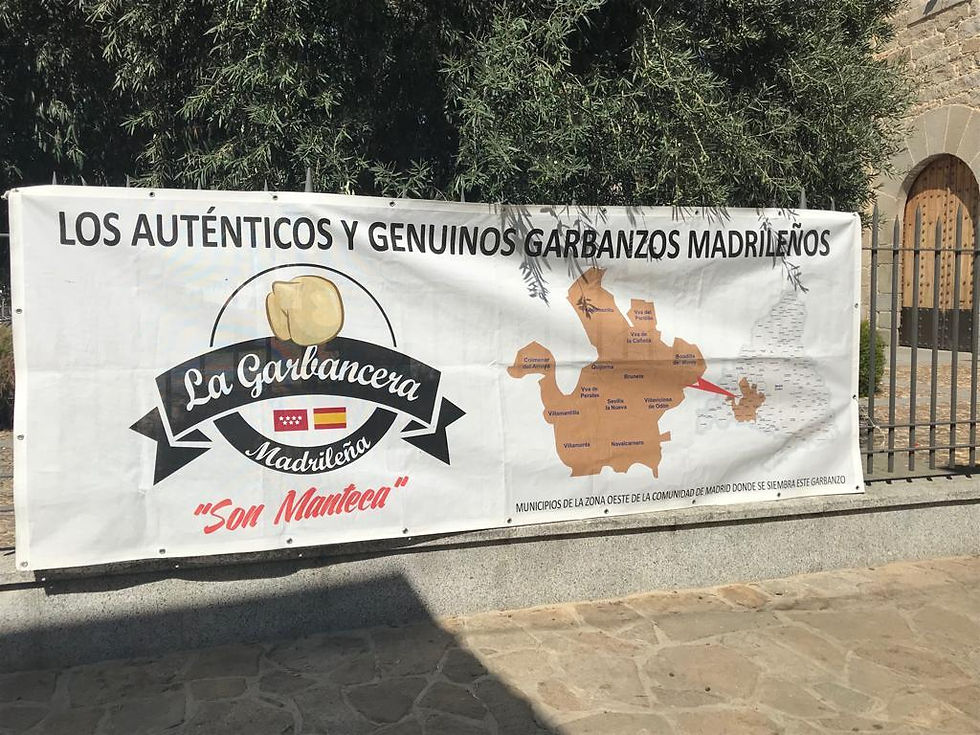 LOS AUTÉNTICOS Y GENUINOS GARBANZOS MADRILEÑOS
La Garbancera
Madrileña
"Son Manteca"
Vva del
Pardillo
Vva de
la Cañada
Colmenar
del Arroyo
Quijorna
Boadilla
del Monte
Brunete
Vva de
Perales
Sevilla
la Nueva
Villaviciosa
de Odón
Villamantilla
Villamanta
Navalcarnero
MUNICIPIOS DE LA ZONA OESTE DE LA COMUNIDAD DE MADRID DONDE SE SIEMBRA ESTE GARBANZO